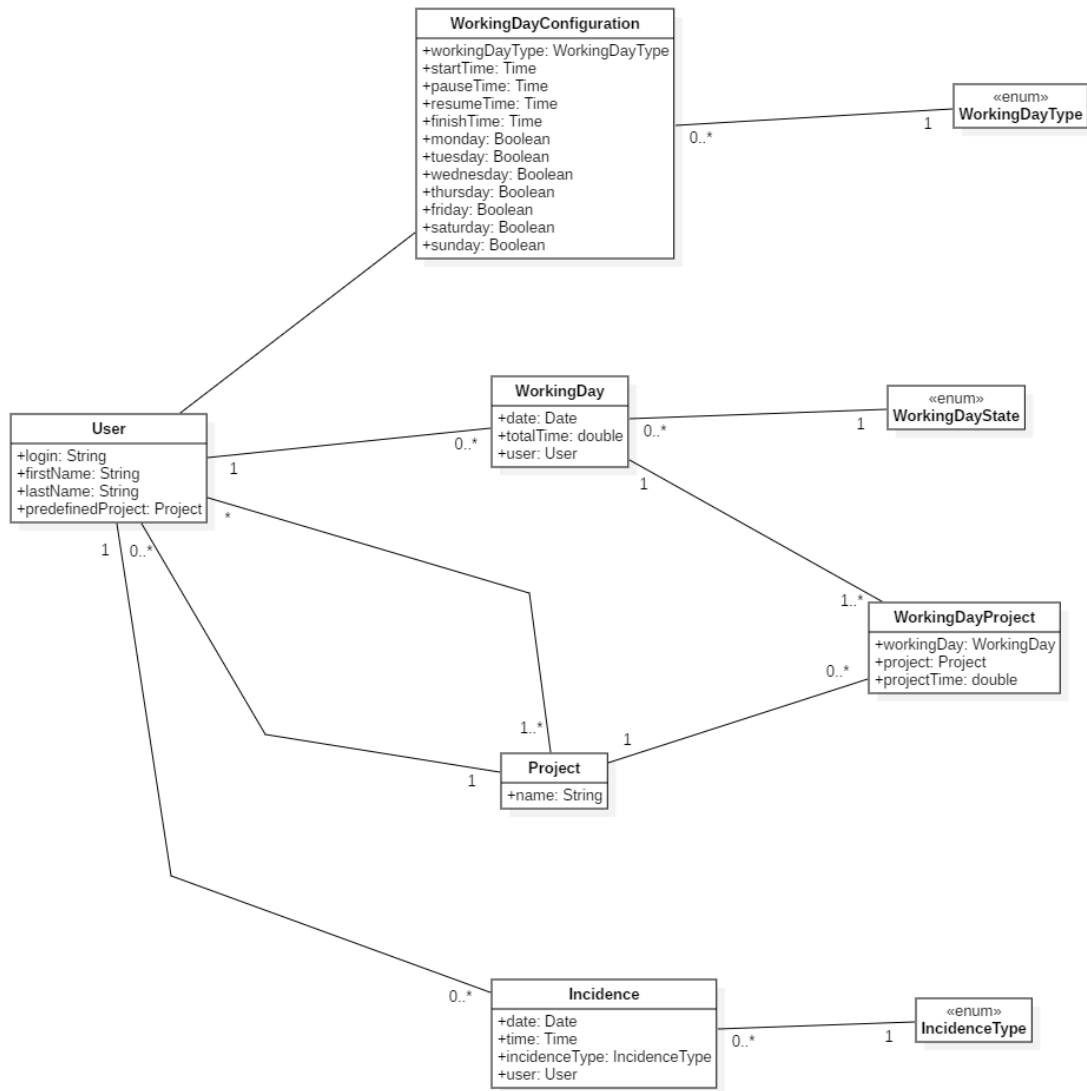 WorkingDayConfiguration
+workingDayType: WorkingDayType
+startTime: Time
+pauseTime: Time
+resumeTime: Time
+finishTime: Time
+monday: Boolean
+tuesday: Boolean
+wednesday: Boolean
+thursday: Boolean
+friday: Boolean
+saturday: Boolean
+sunday: Boolean
0..*
1
«enum»
WorkingDayType
User
+login: String
+firstName: String
+lastName: String
+predefinedProject: Project
1
0..*
WorkingDay
+date: Date
+totalTime: double
+user: User
0..*
1
«enum»
WorkingDayState
1
1..*
WorkingDayProject
+workingDay: WorkingDay
+project: Project
+projectTime: double
0..*
1
*
1..*
0..*
1
Project
+name: String
1
0..*
Incidence
+date: Date
+time: Time
+incidenceType: IncidenceType
+user: User
0..*
1
«enum»
IncidenceType